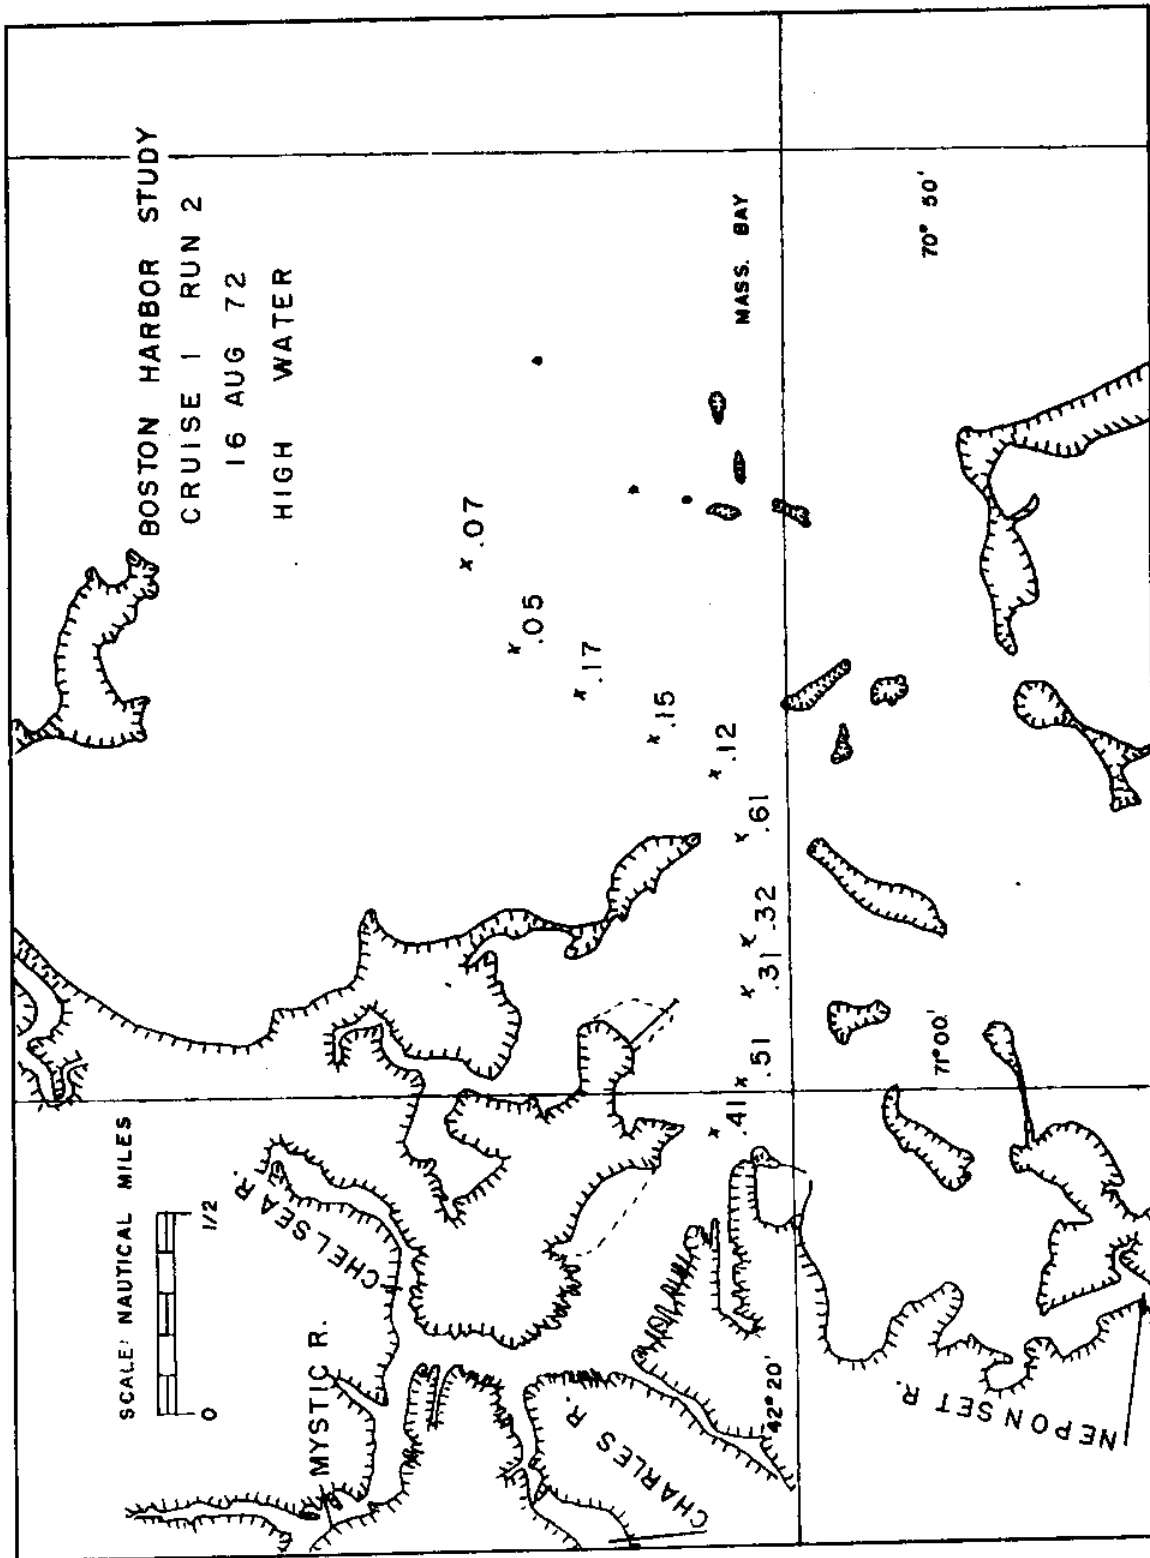 BOSTON HARBOR STUDY
CRUISE 1 RUN 2
16 AUG 72
HIGH WATER
SCALE: NAUTICAL MILES
0 1/2
MYSTIC R.
CHELSEA R
CHARLES R.
NEPONSET R.
MASS. BAY
42° 20'
71° 00'
70° 50'
.41
.51
.31
.32
.61
.12
.15
.17
.05
.07